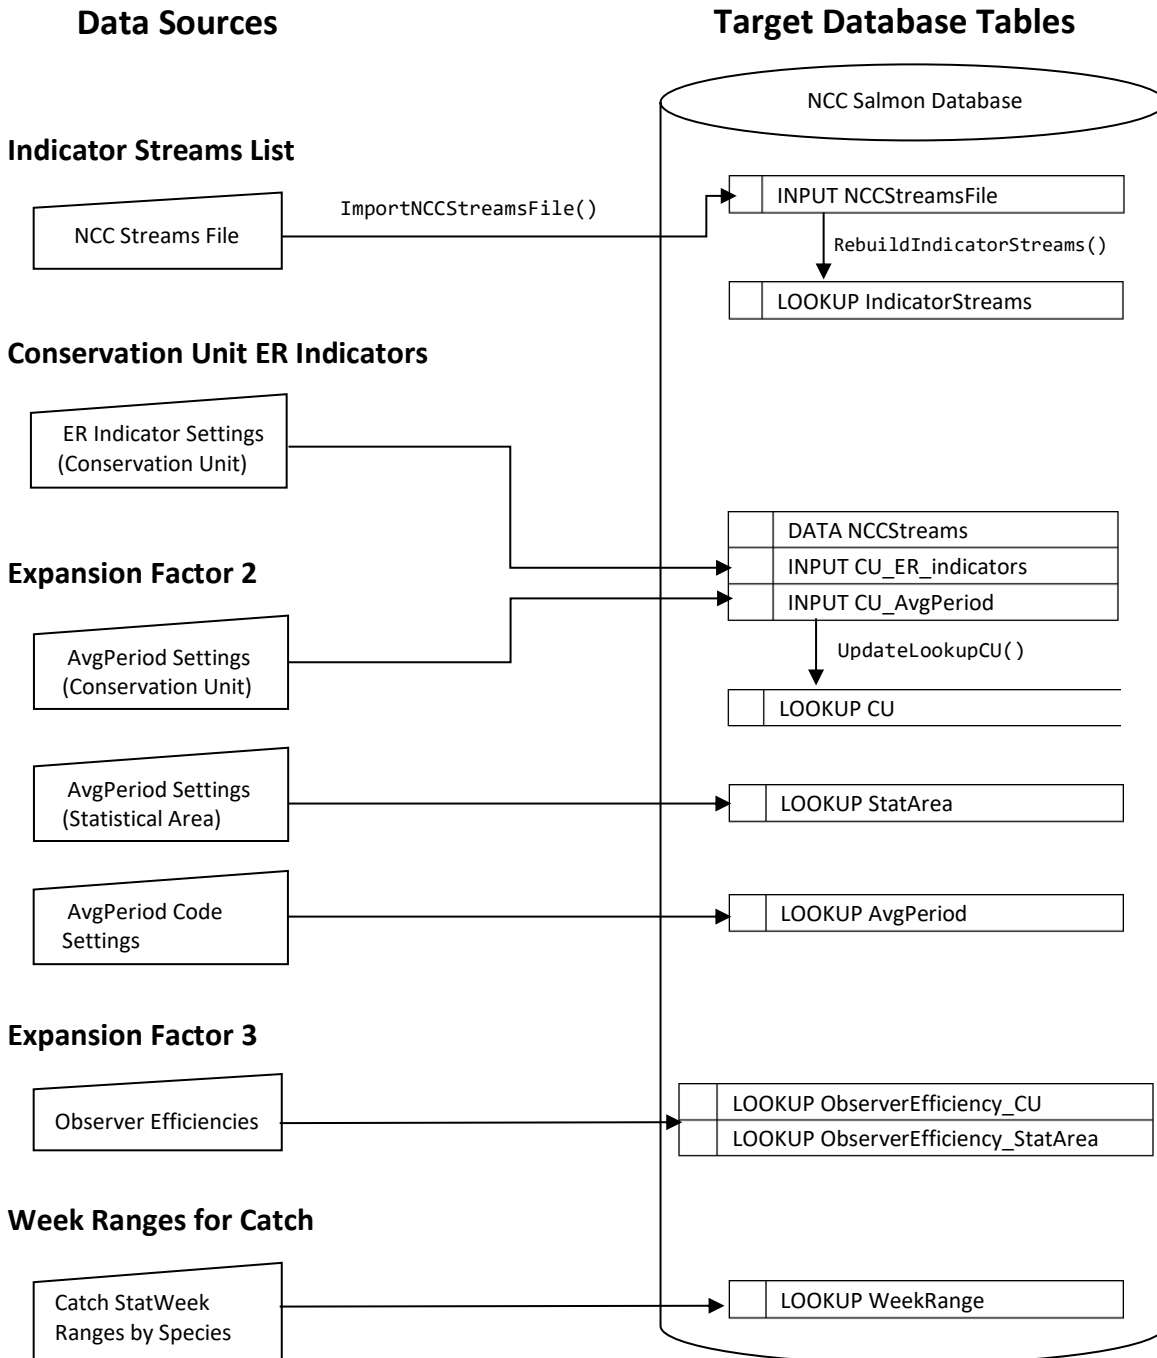 Data Sources
Target Database Tables
NCC Salmon Database
Indicator Streams List
NCC Streams File
ImportNCCStreamsFile()
INPUT NCCStreamsFile
RebuildIndicatorStreams()
LOOKUP IndicatorStreams
Conservation Unit ER Indicators
ER Indicator Settings
(Conservation Unit)
DATA NCCStreams
INPUT CU_ER_indicators
INPUT CU_AvgPeriod
Expansion Factor 2
AvgPeriod Settings
(Conservation Unit)
UpdateLookupCU()
LOOKUP CU
AvgPeriod Settings
(Statistical Area)
LOOKUP StatArea
AvgPeriod Code
Settings
LOOKUP AvgPeriod
Expansion Factor 3
Observer Efficiencies
LOOKUP ObserverEfficiency_CU
LOOKUP ObserverEfficiency_StatArea
Week Ranges for Catch
Catch StatWeek
Ranges by Species
LOOKUP WeekRange